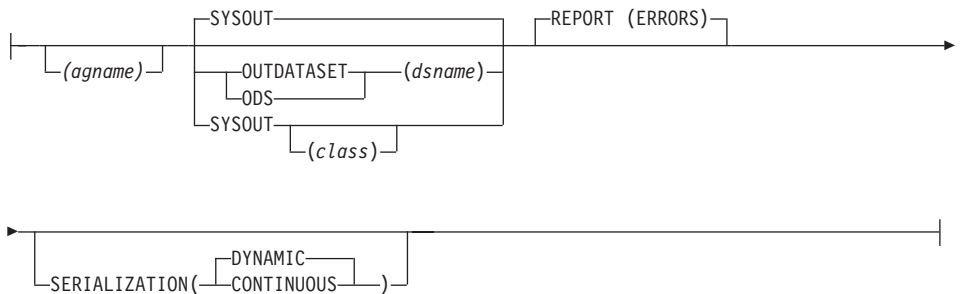 SYSOUT
REPORT (ERRORS)
(agname)
OUTDATASET
(dsname)
ODS
SYSOUT
(class)
DYNAMIC
SERIALIZATION( CONTINUOUS )